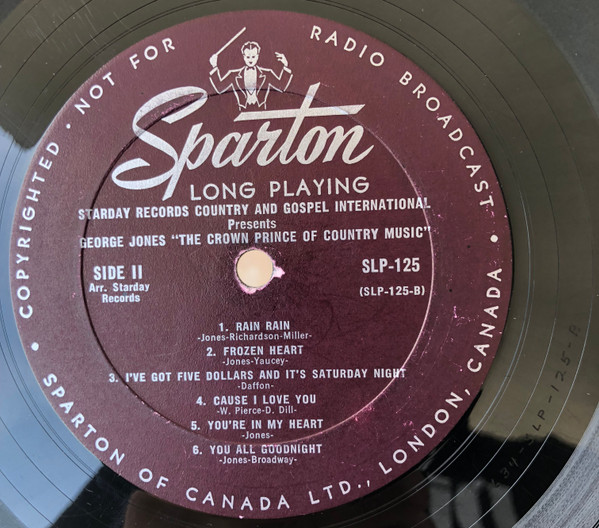 COPYRIGHTED · NOT FOR RADIO BROADCAST ·
Sparton
LONG PLAYING
STARDAY RECORDS COUNTRY AND GOSPEL INTERNATIONAL
Presents
GEORGE JONES "THE CROWN PRINCE OF COUNTRY MUSIC"
SIDE II
Arr. Starday
Records
SLP-125
(SLP-125-B)
1. RAIN RAIN
-Jones-Richardson-Miller-
2. FROZEN HEART
-Jones-Yaucey-
3. I'VE GOT FIVE DOLLARS AND IT'S SATURDAY NIGHT
-Daffon-
4. CAUSE I LOVE YOU
-W. Pierce-D. Dill-
5. YOU'RE IN MY HEART
-Jones-
6. YOU ALL GOODNIGHT
-Jones-Broadway-
· SPARTON OF CANADA LTD., LONDON, CANADA ·
SLP-125-B